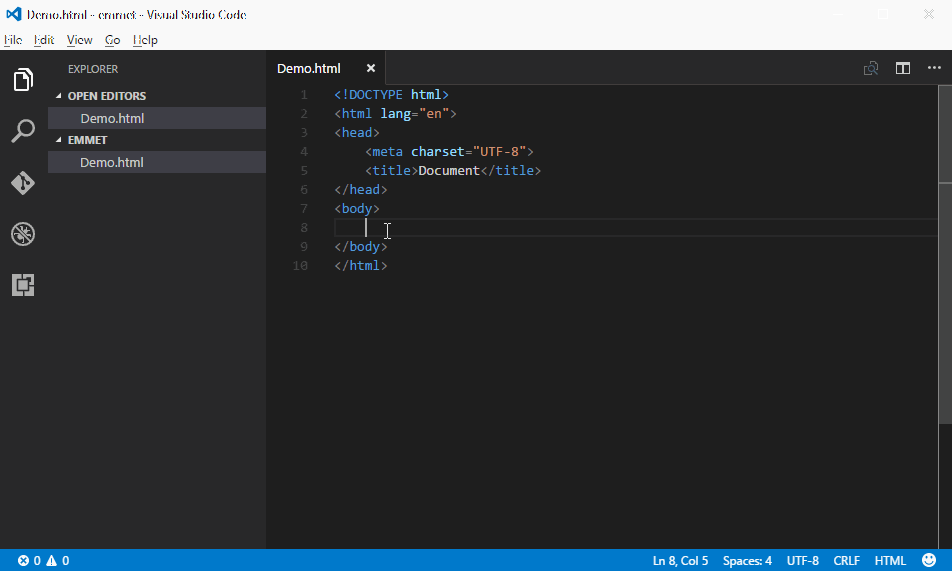 Demo.html - emmet - Visual Studio Code
File Edit View Go Help
EXPLORER
OPEN EDITORS
Demo.html
EMMET
Demo.html
Demo.html
1 <!DOCTYPE html>
2 <html lang="en">
3 <head>
4     <meta charset="UTF-8">
5     <title>Document</title>
6 </head>
7 <body>
8
9 </body>
10 </html>
0 0
Ln 8, Col 5 Spaces: 4 UTF-8 CRLF HTML